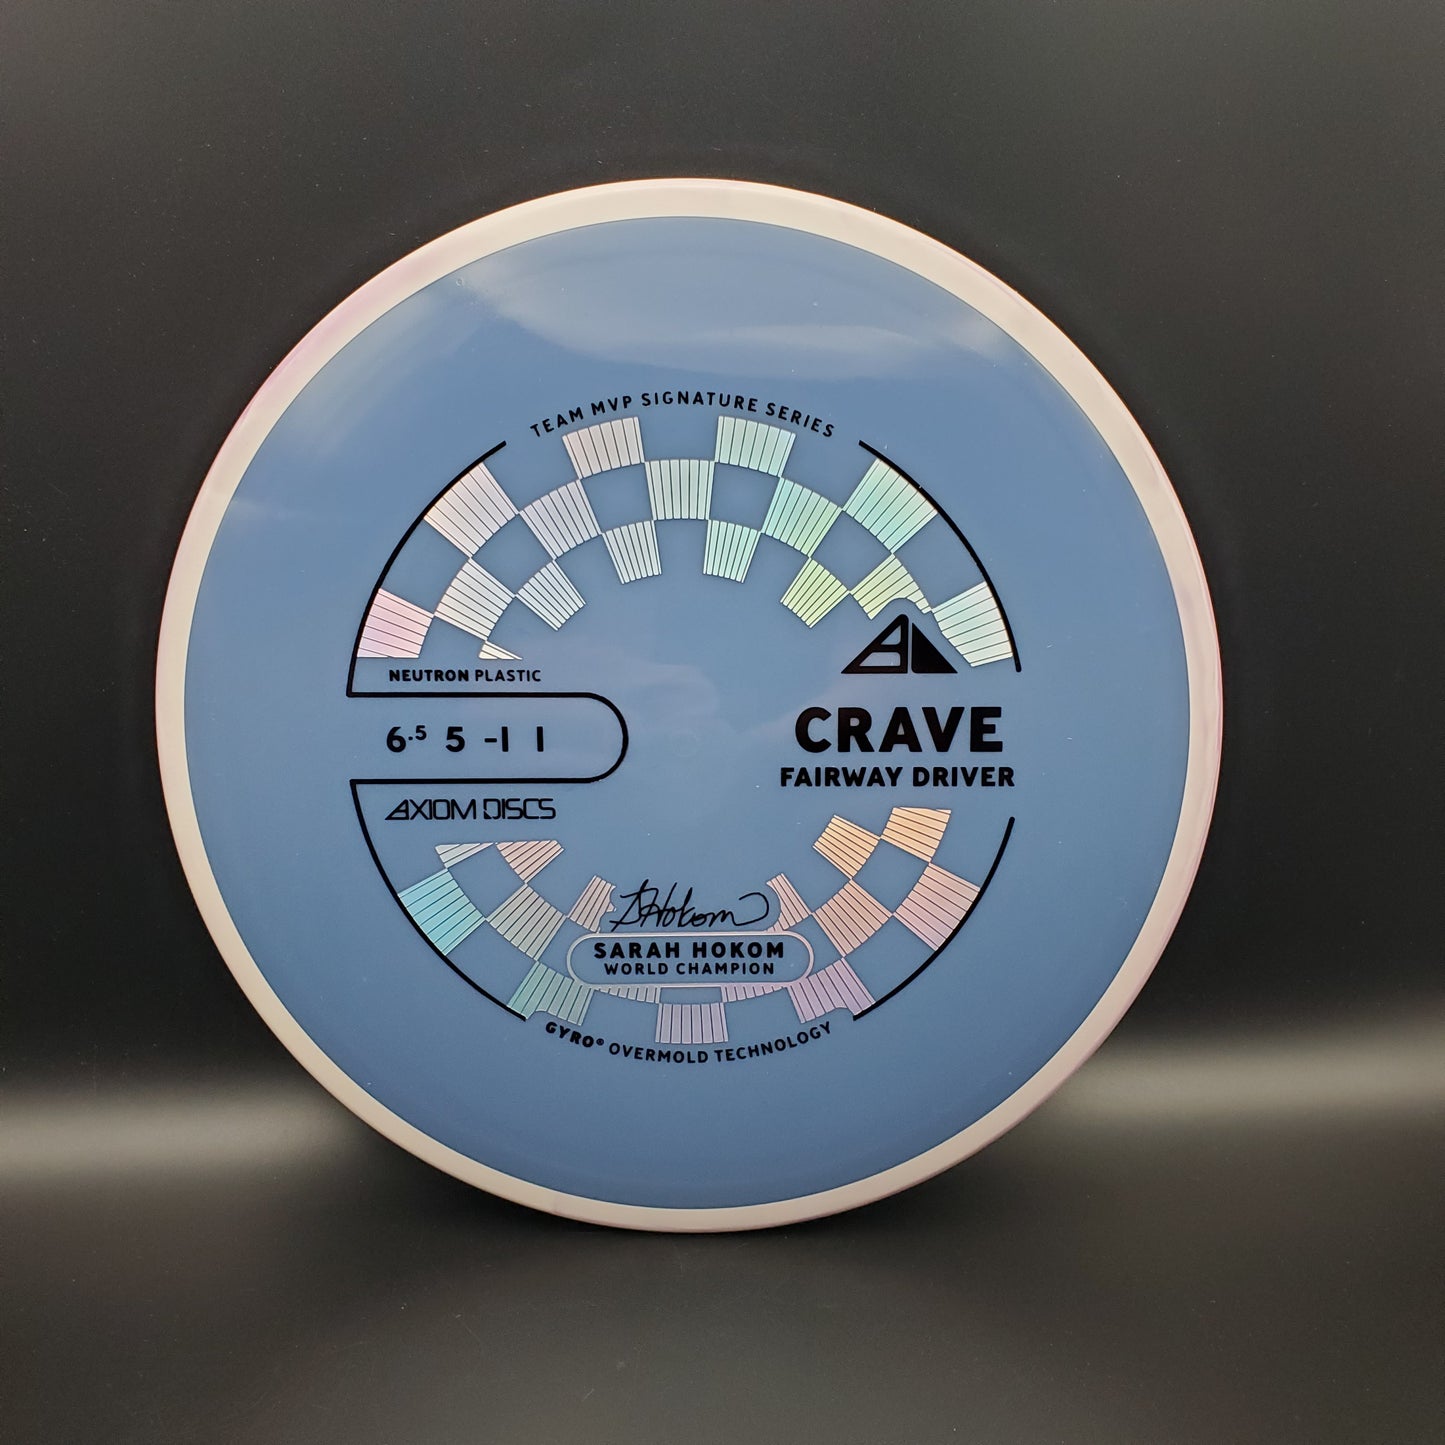 TEAM MVP SIGNATURE SERIES
NEUTRON PLASTIC
6.5 5 -1 1
AXIOM DISCS
CRAVE
FAIRWAY DRIVER
SHokom
SARAH HOKOM
WORLD CHAMPION
GYRO® OVERMOLD TECHNOLOGY